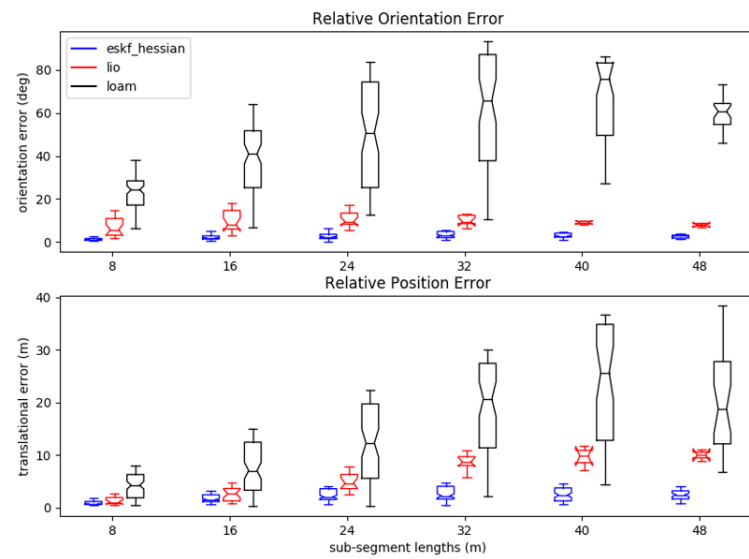 Relative Orientation Error
eskf_hessian
lio
loam
80
60
40
20
0
orientation error (deg)
8 16 24 32 40 48
Relative Position Error
40
30
20
10
0
translational error (m)
8 16 24 32 40 48
sub-segment lengths (m)